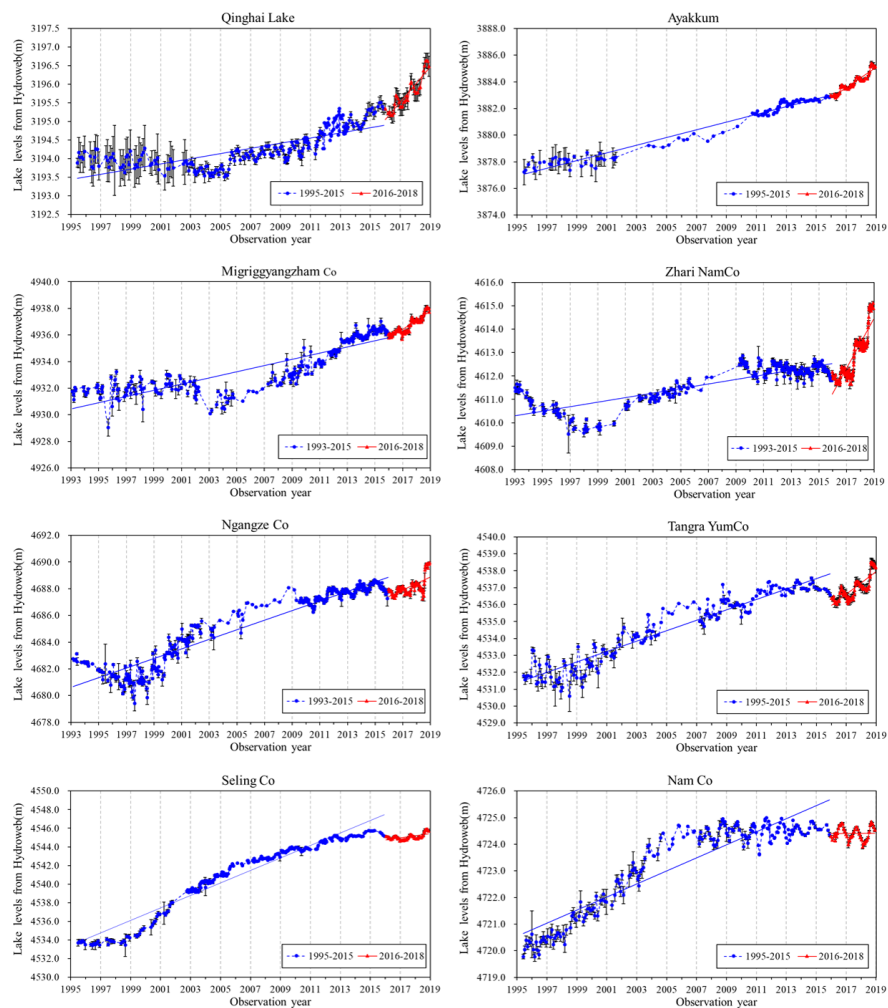 Qinghai Lake
3197.5
3197.0
3196.5
3196.0
3195.5
3195.0
3194.5
3194.0
3193.5
3193.0
3192.5
Lake levels from Hydroweb(m)
1995-2015 2016-2018
1995 1997 1999 2001 2003 2005 2007 2009 2011 2013 2015 2017 2019
Observation year
Ayakkum
3888.0
3886.0
3884.0
3882.0
3880.0
3878.0
3876.0
3874.0
Lake levels from Hydroweb(m)
1995-2015 2016-2018
1995 1997 1999 2001 2003 2005 2007 2009 2011 2013 2015 2017 2019
Observation year
Migriggyangzham Co
4940.0
4938.0
4936.0
4934.0
4932.0
4930.0
4928.0
4926.0
Lake levels from Hydroweb(m)
1993-2015 2016-2018
1993 1995 1997 1999 2001 2003 2005 2007 2009 2011 2013 2015 2017 2019
Observation year
Zhari NamCo
4616.0
4615.0
4614.0
4613.0
4612.0
4611.0
4610.0
4609.0
4608.0
Lake levels from Hydroweb(m)
1993-2015 2016-2018
1993 1995 1997 1999 2001 2003 2005 2007 2009 2011 2013 2015 2017 2019
Observation year
Ngangze Co
4692.0
4690.0
4688.0
4686.0
4684.0
4682.0
4680.0
4678.0
Lake levels from Hydroweb(m)
1993-2015 2016-2018
1993 1995 1997 1999 2001 2003 2005 2007 2009 2011 2013 2015 2017 2019
Observation year
Tangra YumCo
4540.0
4539.0
4538.0
4537.0
4536.0
4535.0
4534.0
4533.0
4532.0
4531.0
4530.0
4529.0
Lake levels from Hydroweb(m)
1995-2015 2016-2018
1995 1997 1999 2001 2003 2005 2007 2009 2011 2013 2015 2017 2019
Observation year
Seling Co
4550.0
4548.0
4546.0
4544.0
4542.0
4540.0
4538.0
4536.0
4534.0
4532.0
4530.0
Lake levels from Hydroweb(m)
1995-2015 2016-2018
1995 1997 1999 2001 2003 2005 2007 2009 2011 2013 2015 2017 2019
Observation year
Nam Co
4726.0
4725.0
4724.0
4723.0
4722.0
4721.0
4720.0
4719.0
Lake levels from Hydroweb(m)
1995-2015 2016-2018
1995 1997 1999 2001 2003 2005 2007 2009 2011 2013 2015 2017 2019
Observation year